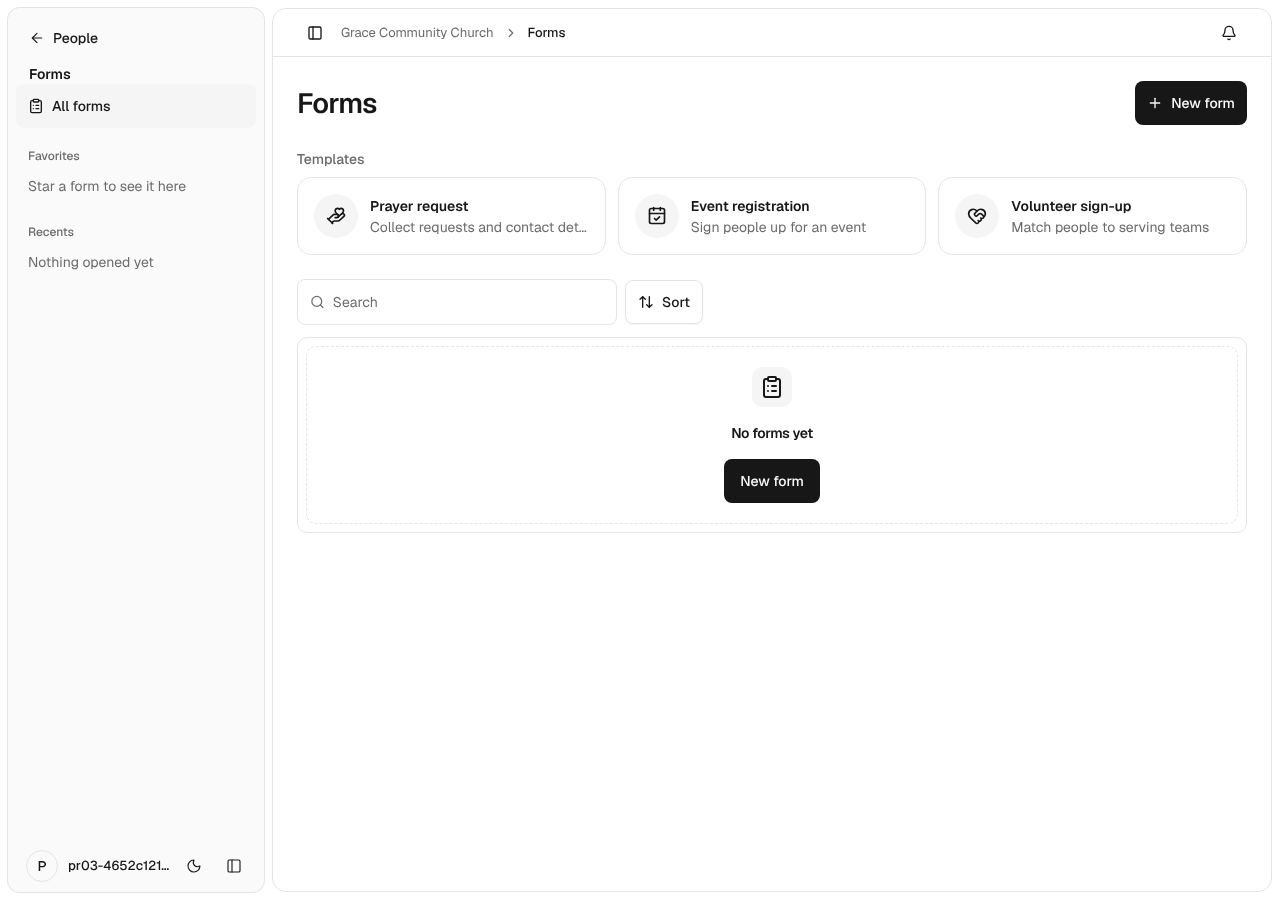 People
Forms
All forms
Favorites
Star a form to see it here
Recents
Nothing opened yet
P
pr03-4652c121...
Grace Community Church > Forms
Forms
+ New form
Templates
Prayer request
Collect requests and contact det...
Event registration
Sign people up for an event
Volunteer sign-up
Match people to serving teams
Search
Sort
No forms yet
New form